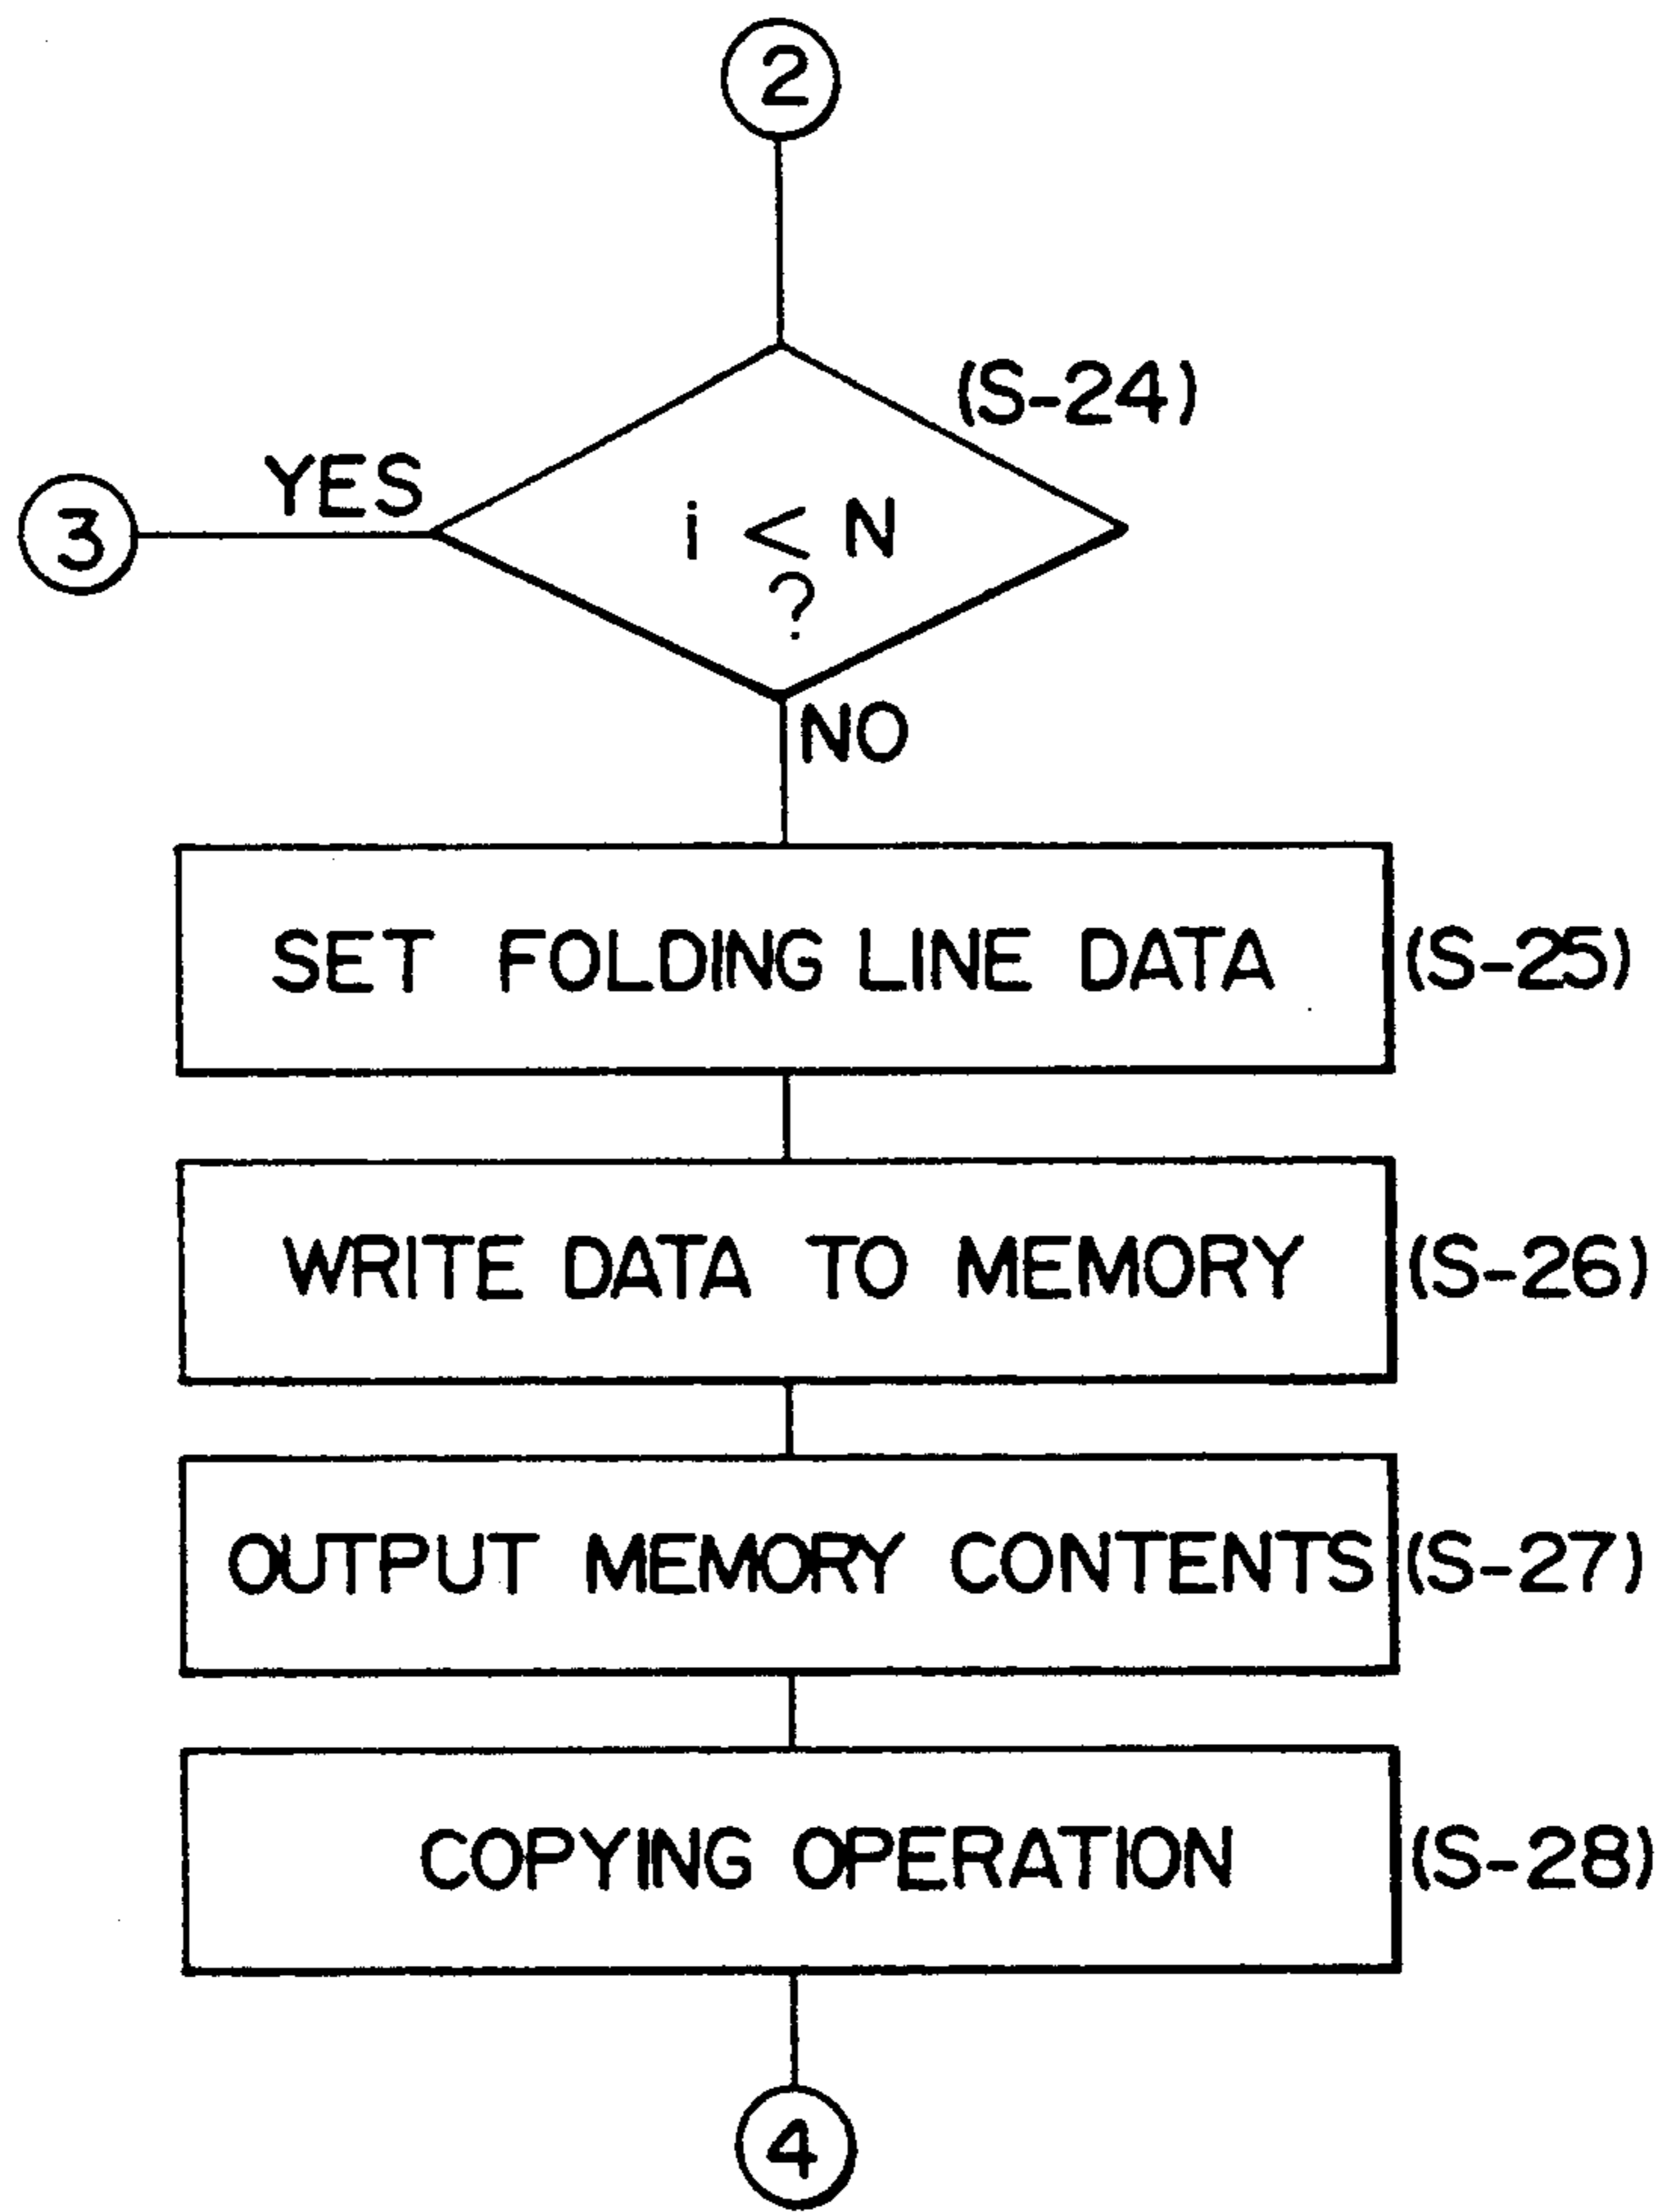 2
(S-24)
YES
3
i < N
?
NO
SET FOLDING LINE DATA (S-25)
WRITE DATA TO MEMORY (S-26)
OUTPUT MEMORY CONTENTS (S-27)
COPYING OPERATION (S-28)
4